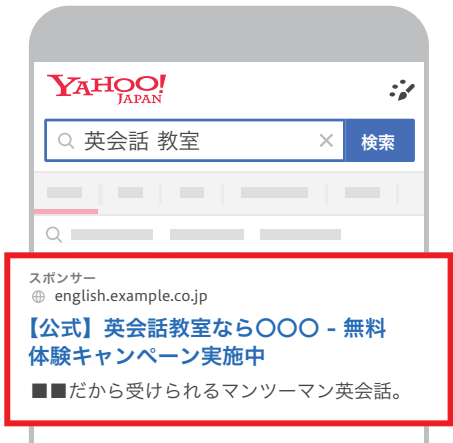 YAHOO!
JAPAN
英会話 教室
検索
スポンサー
english.example.co.jp
【公式】英会話教室なら〇〇〇 - 無料
体験キャンペーン実施中
■■だから受けられるマンツーマン英会話。